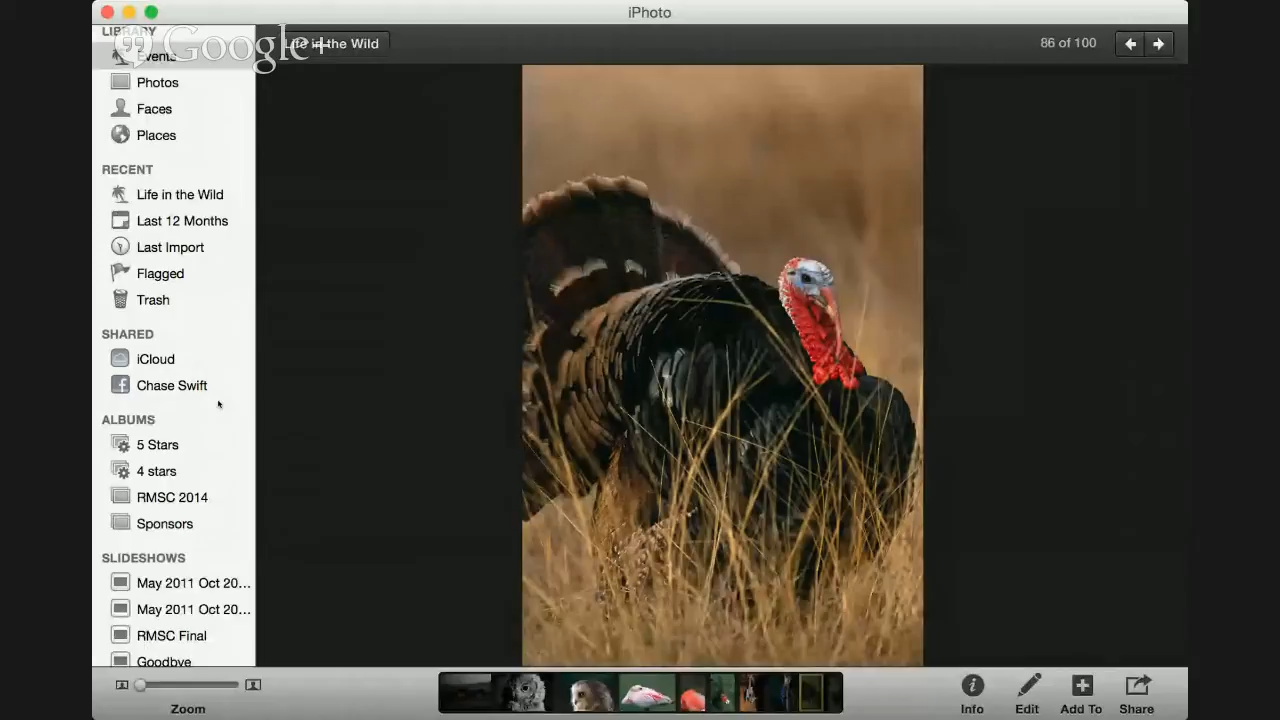 iPhoto
LIBRARY
Google+
Life in the Wild
86 of 100
Events
Photos
Faces
Places
RECENT
Life in the Wild
Last 12 Months
Last Import
Flagged
Trash
SHARED
iCloud
Chase Swift
ALBUMS
5 Stars
4 stars
RMSC 2014
Sponsors
SLIDESHOWS
May 2011 Oct 20...
May 2011 Oct 20...
RMSC Final
Goodbye
Zoom
Info
Edit
Add To
Share